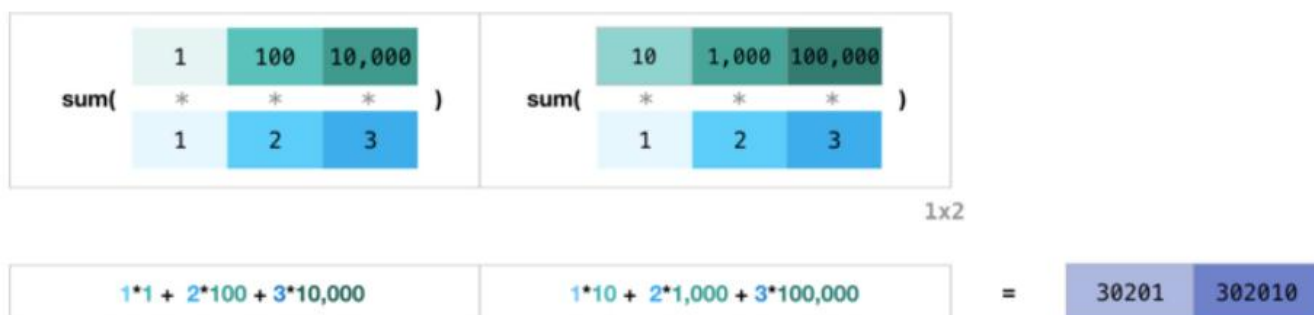 1 100 10,000 10 1,000 100,000
sum( * * * ) sum( * * * )
1 2 3 1 2 3
1x2
1*1 + 2*100 + 3*10,000 1*10 + 2*1,000 + 3*100,000 = 30201 302010